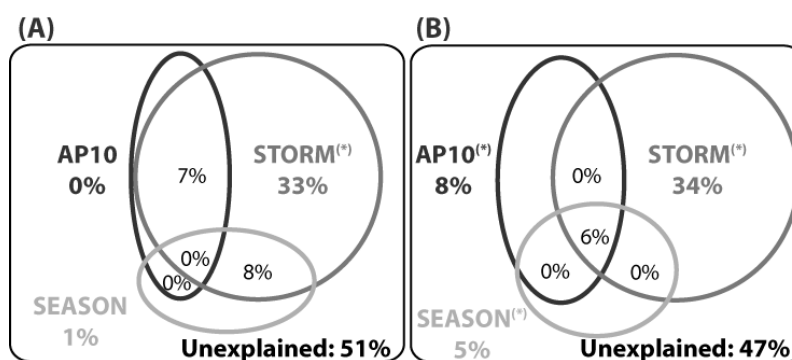 (A)
AP10
0%
7%
STORM(*)
33%
0%
0%
8%
SEASON
1%
Unexplained: 51%
(B)
AP10(*)
8%
0%
STORM(*)
34%
6%
0%
0%
SEASON(*)
5%
Unexplained: 47%